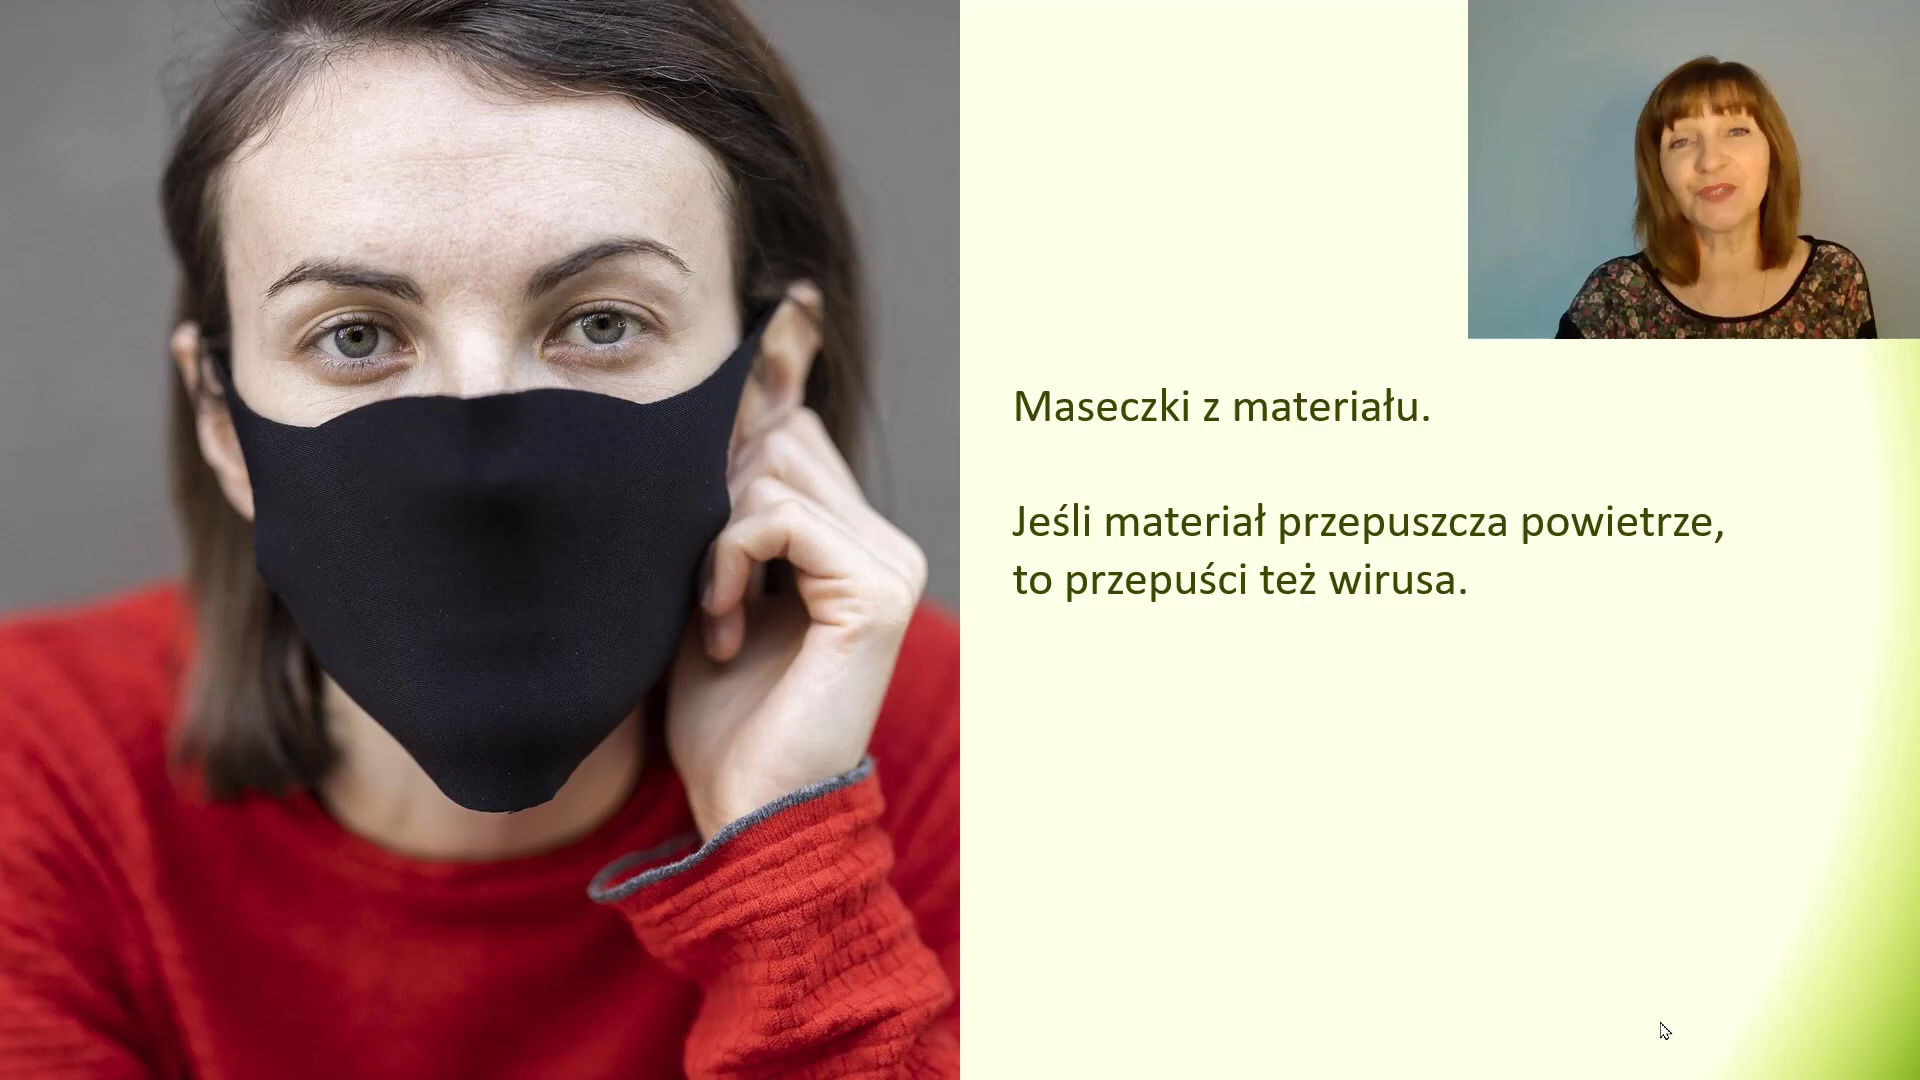 Maseczki z materiału.
Jeśli materiał przepuszcza powietrze,
to przepuści też wirusa.